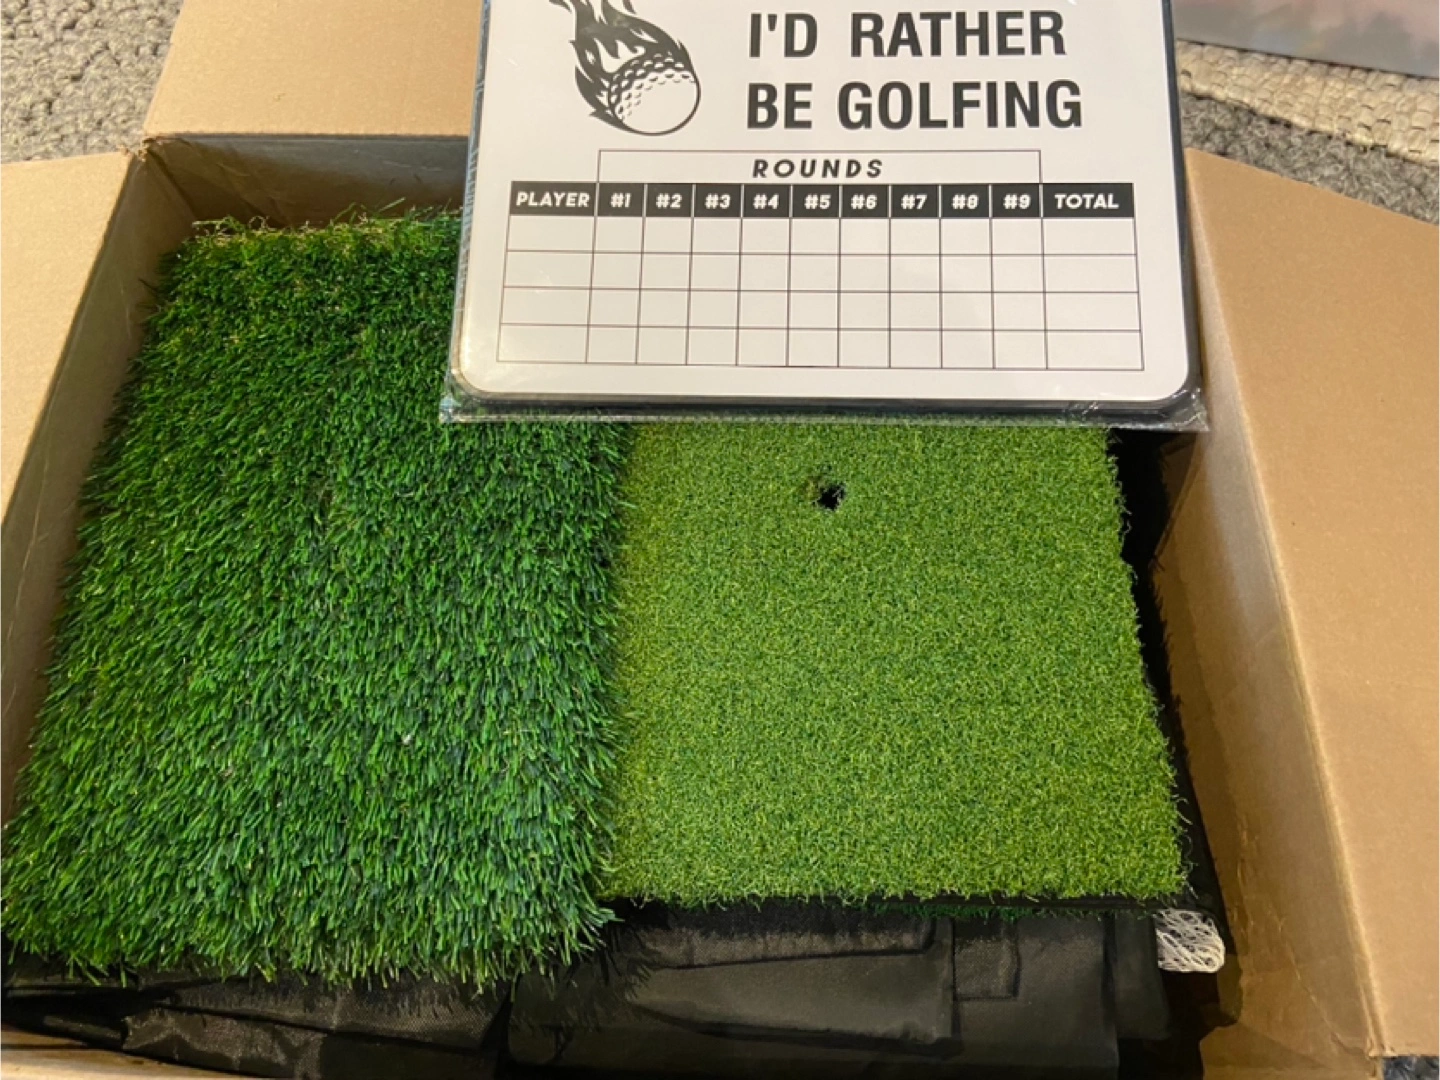 I'D RATHER
BE GOLFING
ROUNDS
PLAYER #1 #2 #3 #4 #5 #6 #7 #8 #9 TOTAL